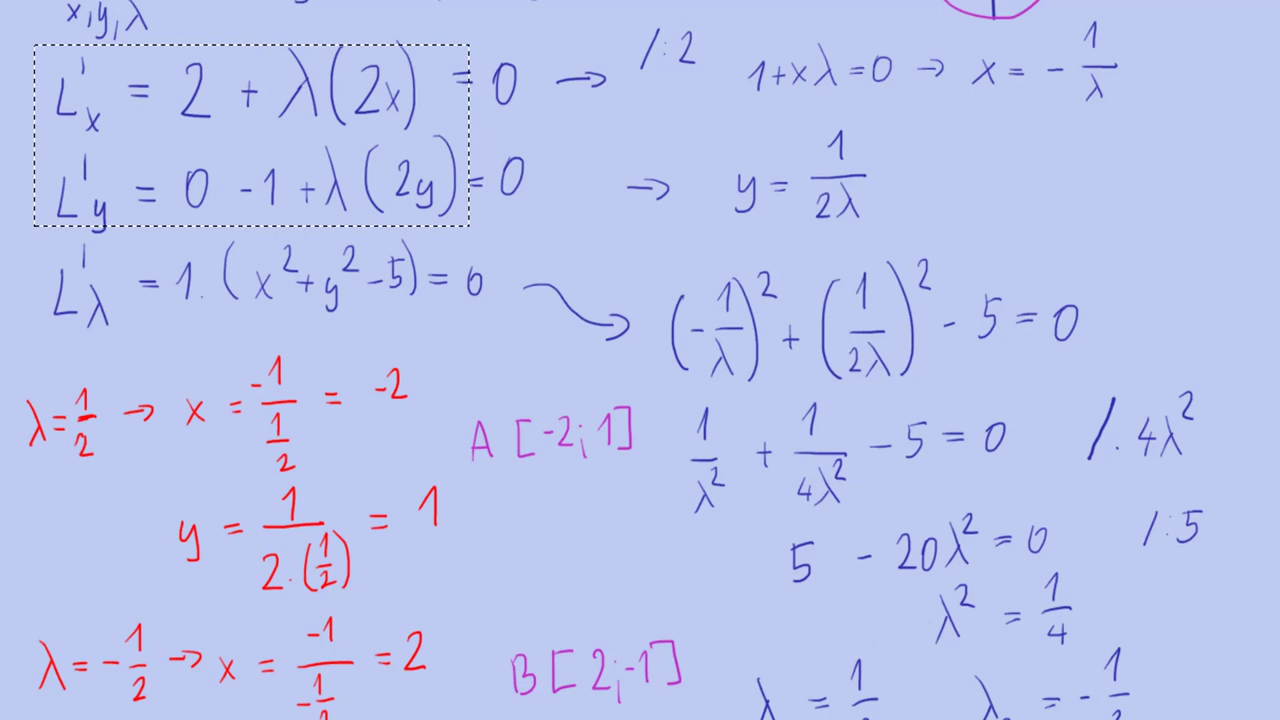 x, y, λ
L'x = 2 + λ(2x) = 0 → /:2 1+xλ=0 → x = - 1/λ
L'y = 0 -1 +λ(2y) = 0 → y = 1/2λ
L'λ = 1.(x²+y²-5) = 0
(-1/λ)² + (1/2λ)² - 5 = 0
λ=1/2 → x = -1/(1/2) = -2
A [-2; 1]
1/λ² + 1/4λ² - 5 = 0 /. 4λ²
y = 1/(2.(1/2)) = 1
5 - 20λ² = 0 /:5
λ² = 1/4
λ = -1/2 → x = -1/(-1/2) = 2
B [2; -1]